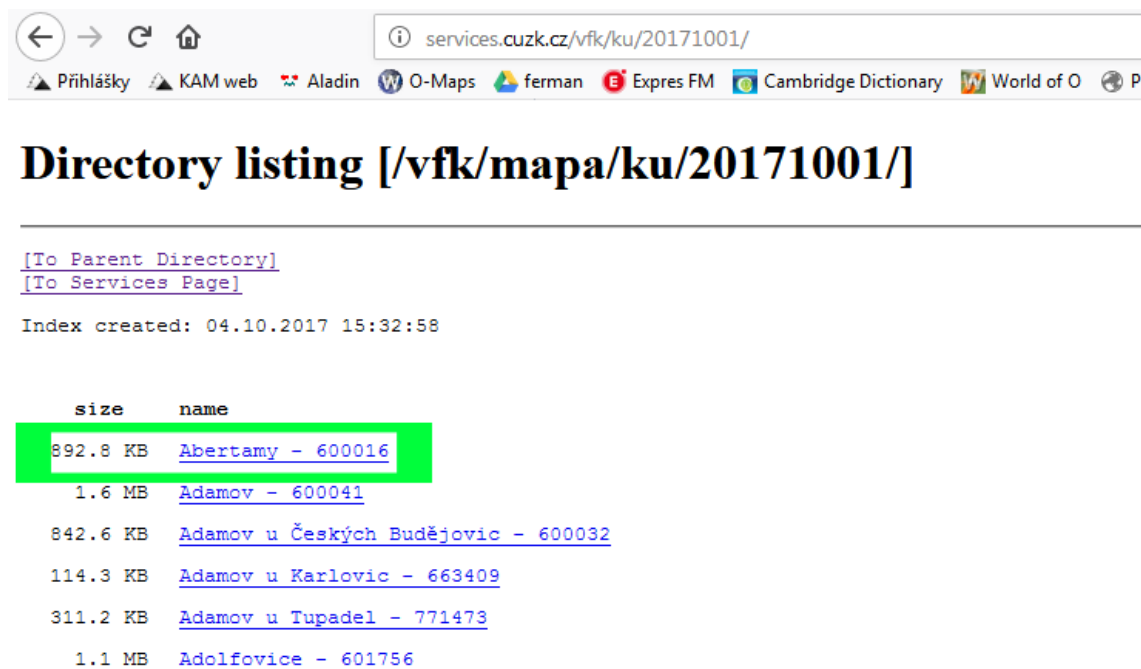 services.cuzk.cz/vfk/ku/20171001/
Přihlášky KAM web Aladin O-Maps ferman Expres FM Cambridge Dictionary World of O P
Directory listing [/vfk/mapa/ku/20171001/]
[To Parent Directory]
[To Services Page]
Index created: 04.10.2017 15:32:58
size name
892.8 KB Abertamy - 600016
1.6 MB Adamov - 600041
842.6 KB Adamov u Českých Budějovic - 600032
114.3 KB Adamov u Karlovic - 663409
311.2 KB Adamov u Tupadel - 771473
1.1 MB Adolfovice - 601756